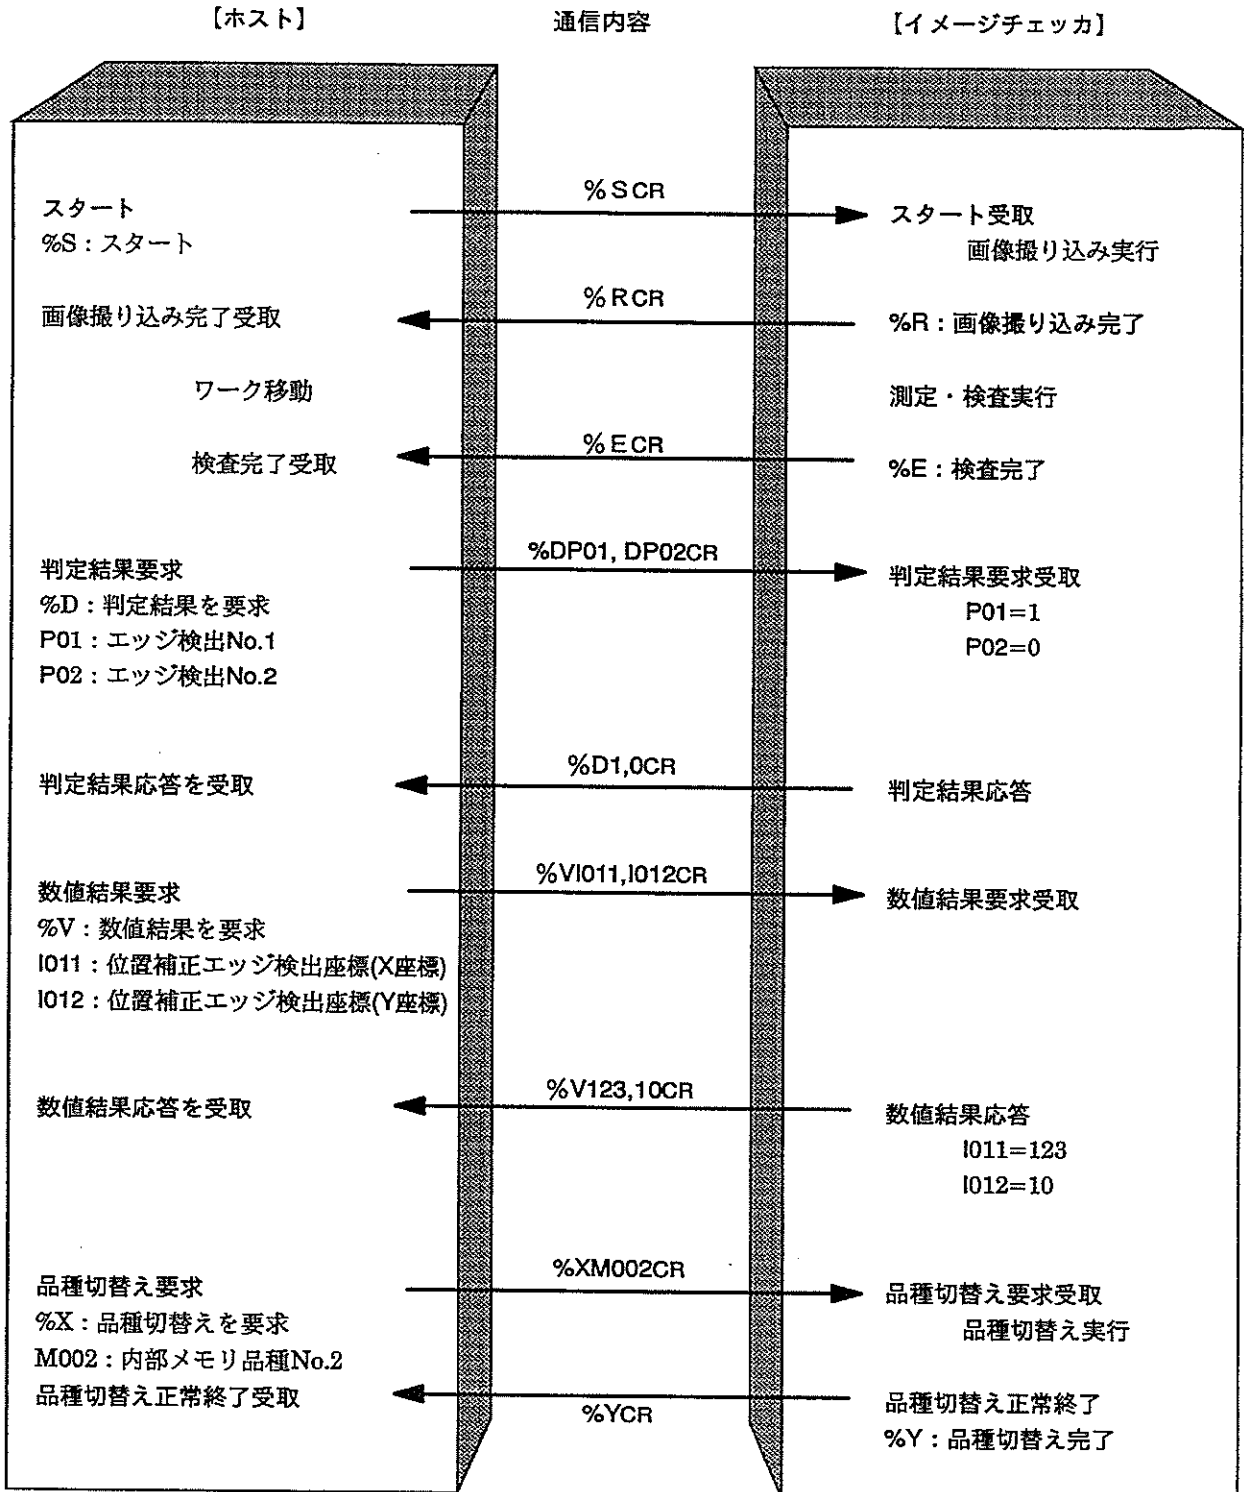 【ホスト】 通信内容 【イメージチェッカ】
%SCR
スタート スタート受取
%S：スタート 画像撮り込み実行
%RCR
画像撮り込み完了受取 %R：画像撮り込み完了
ワーク移動 測定・検査実行
%ECR
検査完了受取 %E：検査完了
%DP01, DP02CR
判定結果要求 判定結果要求受取
%D：判定結果を要求 P01=1
P01：エッジ検出No.1 P02=0
P02：エッジ検出No.2
%D1,0CR
判定結果応答を受取 判定結果応答
%VI011,I012CR
数値結果要求 数値結果要求受取
%V：数値結果を要求
I011：位置補正エッジ検出座標(X座標)
I012：位置補正エッジ検出座標(Y座標)
%V123,10CR
数値結果応答を受取 数値結果応答
I011=123
I012=10
%XM002CR
品種切替え要求 品種切替え要求受取
%X：品種切替えを要求 品種切替え実行
M002：内部メモリ品種No.2
品種切替え正常終了受取 品種切替え正常終了
%YCR
%Y：品種切替え完了